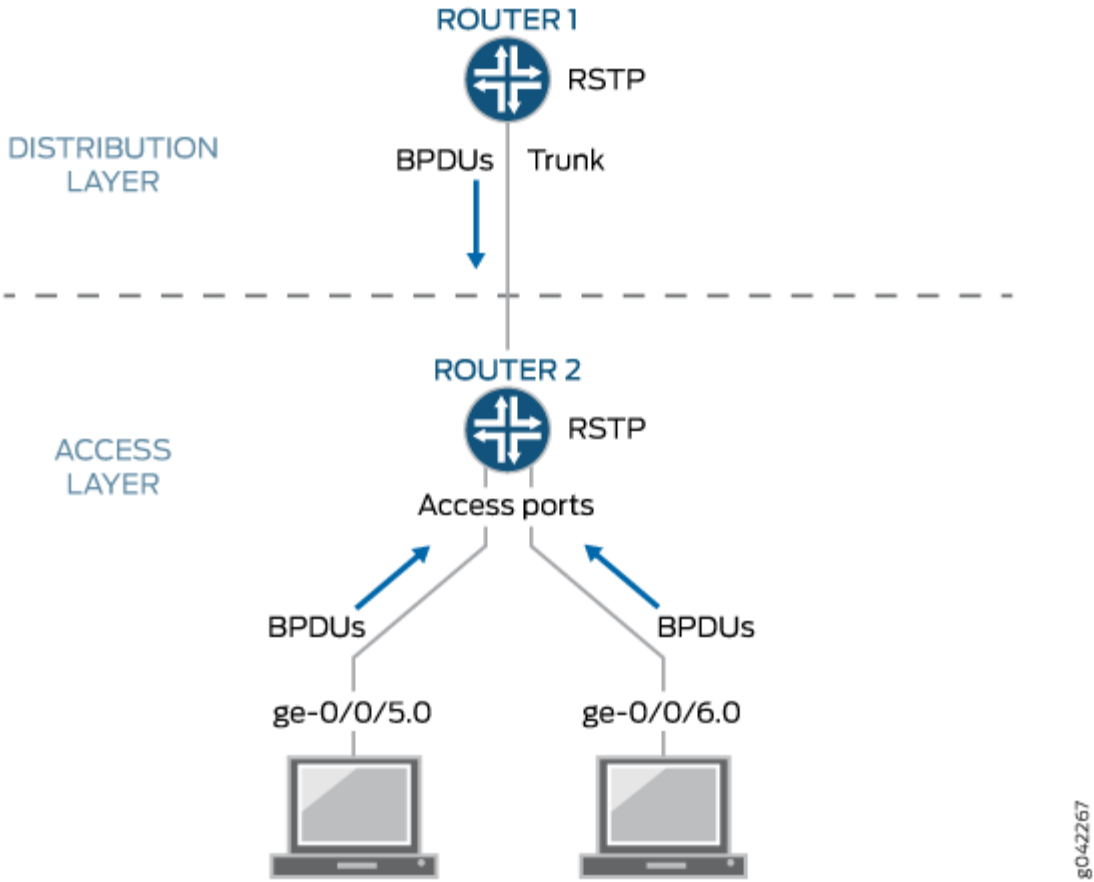 ROUTER 1
RSTP
DISTRIBUTION
LAYER
BPDUs
Trunk
ROUTER 2
RSTP
ACCESS
LAYER
Access ports
BPDUs
BPDUs
ge-0/0/5.0
ge-0/0/6.0
g042267